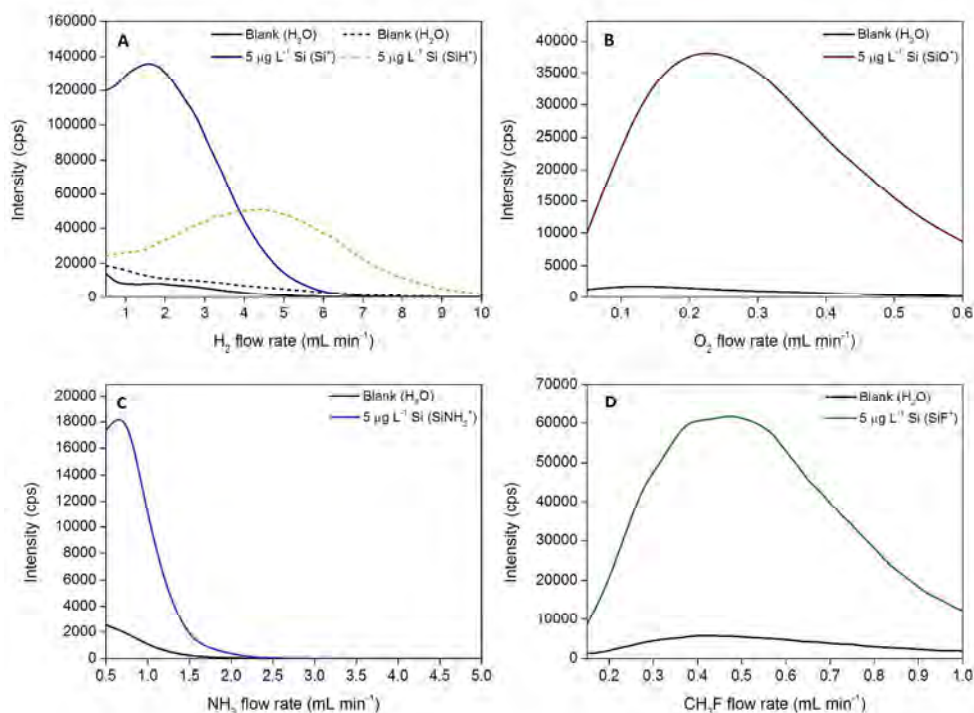 A
Blank (H₂O)
Blank (H₂O)
5 µg L⁻¹ Si (Si⁺)
5 µg L⁻¹ Si (SiH⁺)
160000
140000
120000
100000
80000
60000
40000
20000
0
Intensity (cps)
1 2 3 4 5 6 7 8 9 10
H₂ flow rate (mL min⁻¹)
B
Blank (H₂O)
5 µg L⁻¹ Si (SiO⁺)
40000
35000
30000
25000
20000
15000
10000
5000
0
Intensity (cps)
0.1 0.2 0.3 0.4 0.5 0.6
O₂ flow rate (mL min⁻¹)
C
Blank (H₂O)
5 µg L⁻¹ Si (SiNH₂⁺)
20000
18000
16000
14000
12000
10000
8000
6000
4000
2000
0
Intensity (cps)
0.5 1.0 1.5 2.0 2.5 3.0 3.5 4.0 4.5 5.0
NH₃ flow rate (mL min⁻¹)
D
Blank (H₂O)
5 µg L⁻¹ Si (SiF⁺)
70000
60000
50000
40000
30000
20000
10000
0
Intensity (cps)
0.2 0.3 0.4 0.5 0.6 0.7 0.8 0.9 1.0
CH₃F flow rate (mL min⁻¹)